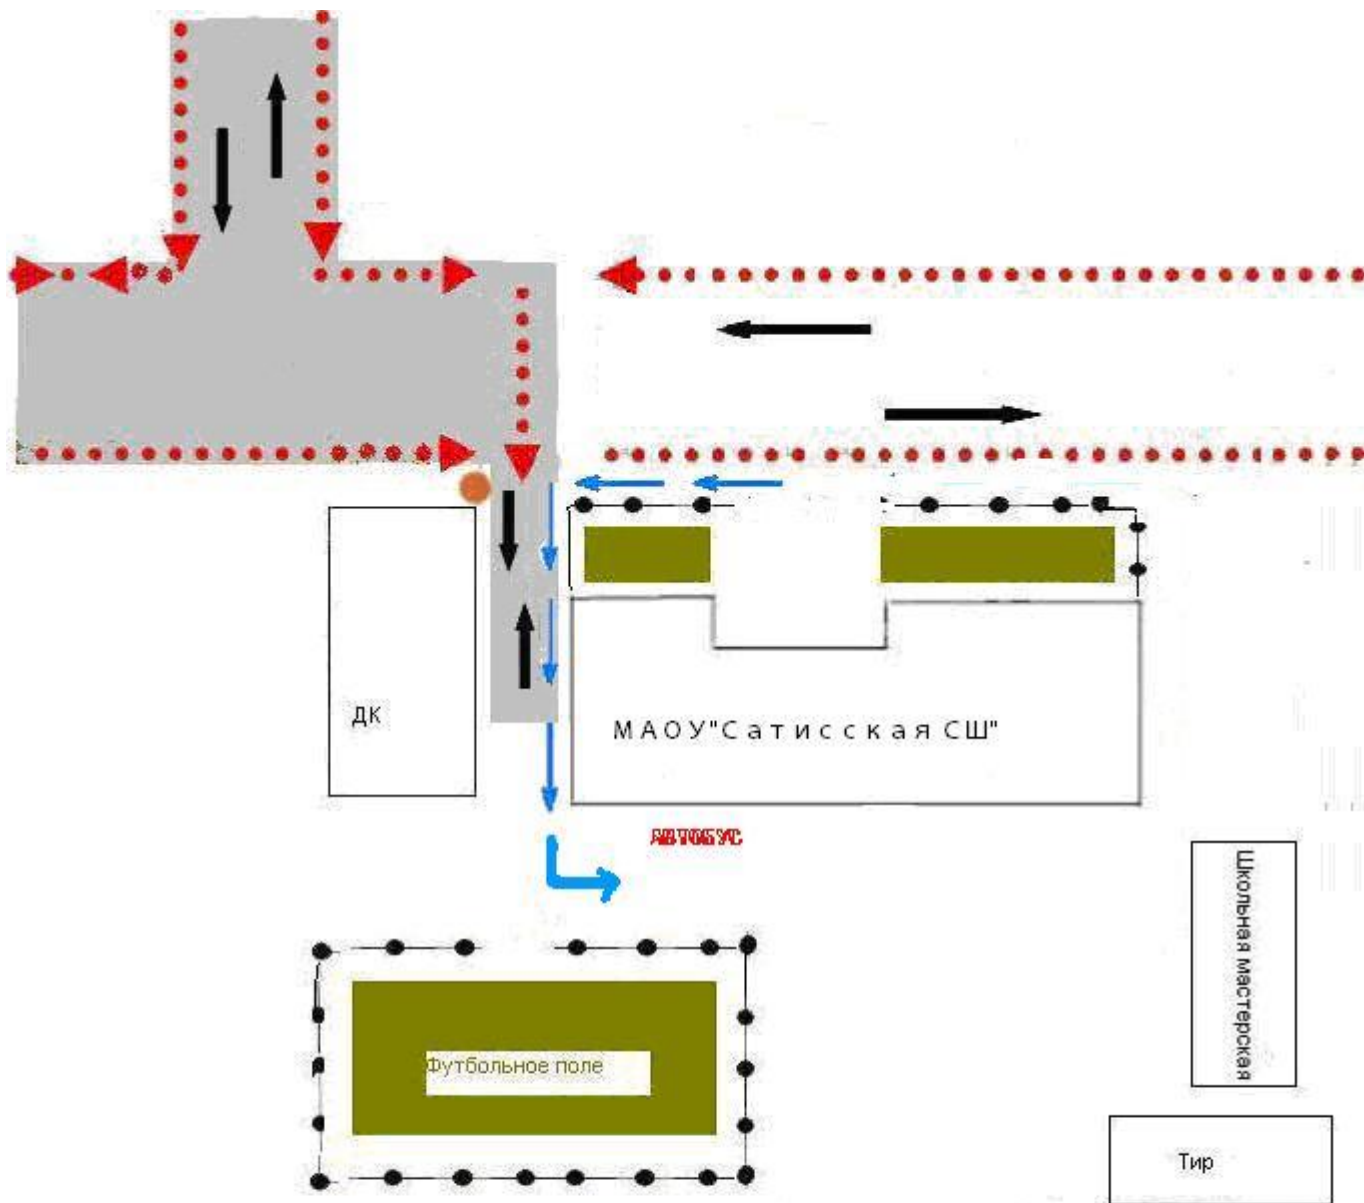 ДК
МАОУ"Сатисская СШ"
АВТОБУС
Школьная мастерская
Футбольное поле
Тир